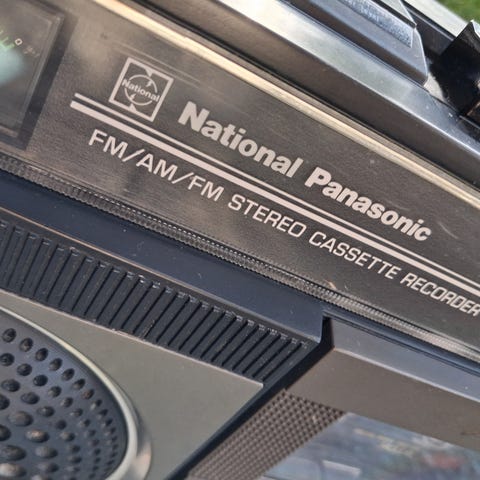 National
National Panasonic
FM/AM/FM STEREO CASSETTE RECORDER